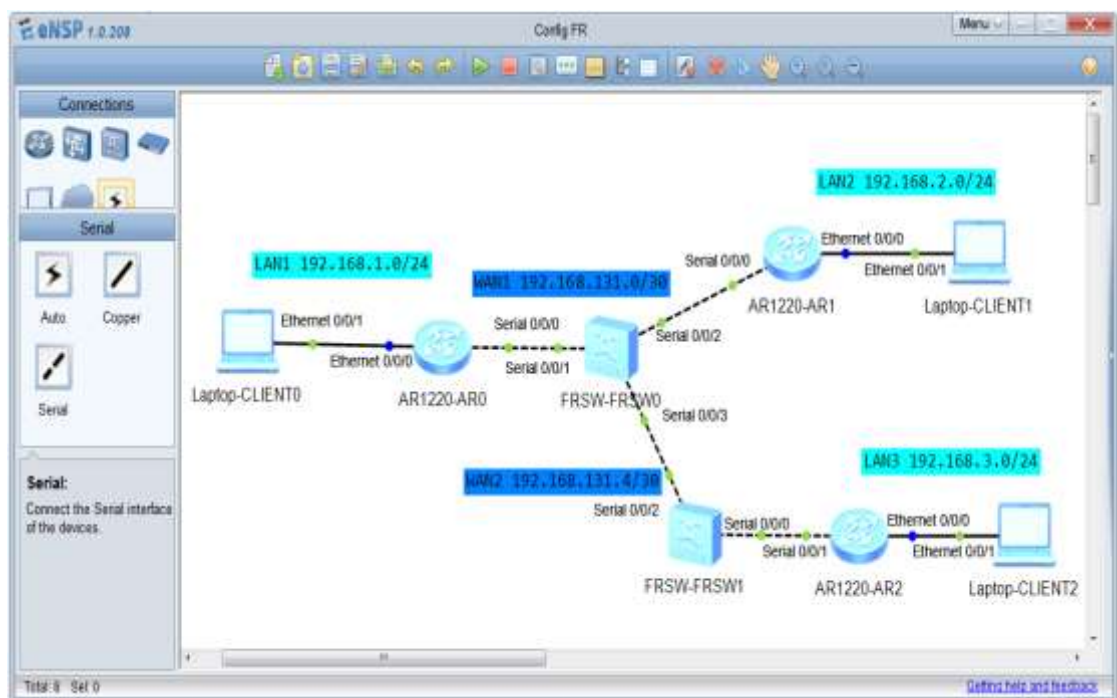 eNSP 1.0.208
Config FR
Menu
Connections
Serial
Auto
Copper
Serial
Serial:
Connect the Serial interface
of the devices.
LAN2 192.168.2.0/24
Ethernet 0/0/0
Serial 0/0/0
Ethernet 0/0/1
LAN1 192.168.1.0/24
WAN1 192.168.131.0/30
AR1220-AR1
Laptop-CLIENT1
Ethernet 0/0/1
Serial 0/0/0
Serial 0/0/2
Ethernet 0/0/0
Serial 0/0/1
Laptop-CLIENT0
AR1220-AR0
FRSW-FRSW0
Serial 0/0/3
LAN3 192.168.3.0/24
WAN2 192.168.131.4/30
Serial 0/0/2
Serial 0/0/0
Ethernet 0/0/0
Serial 0/0/1
Ethernet 0/0/1
FRSW-FRSW1
AR1220-AR2
Laptop-CLIENT2
Total: 8 Sel: 0
Getting help and feedback